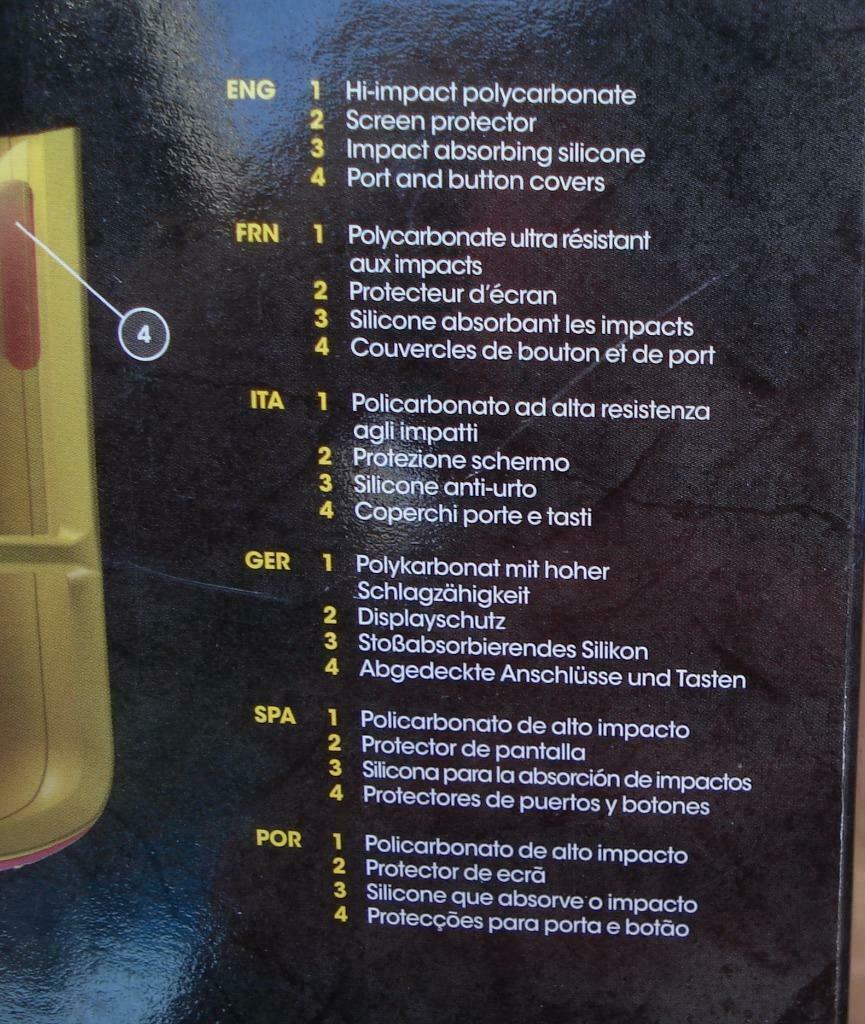 ENG 1 Hi-impact polycarbonate
2 Screen protector
3 Impact absorbing silicone
4 Port and button covers
FRN 1 Polycarbonate ultra résistant
aux impacts
2 Protecteur d'écran
3 Silicone absorbant les impacts
4 Couvercles de bouton et de port
4
ITA 1 Policarbonato ad alta resistenza
agli impatti
2 Protezione schermo
3 Silicone anti-urto
4 Coperchi porte e tasti
GER 1 Polykarbonat mit hoher
Schlagzähigkeit
2 Displayschutz
3 Stoßabsorbierendes Silikon
4 Abgedeckte Anschlüsse und Tasten
SPA 1 Policarbonato de alto impacto
2 Protector de pantalla
3 Silicona para la absorción de impactos
4 Protectores de puertos y botones
POR 1 Policarbonato de alto impacto
2 Protector de ecrã
3 Silicone que absorve o impacto
4 Protecções para porta e botão